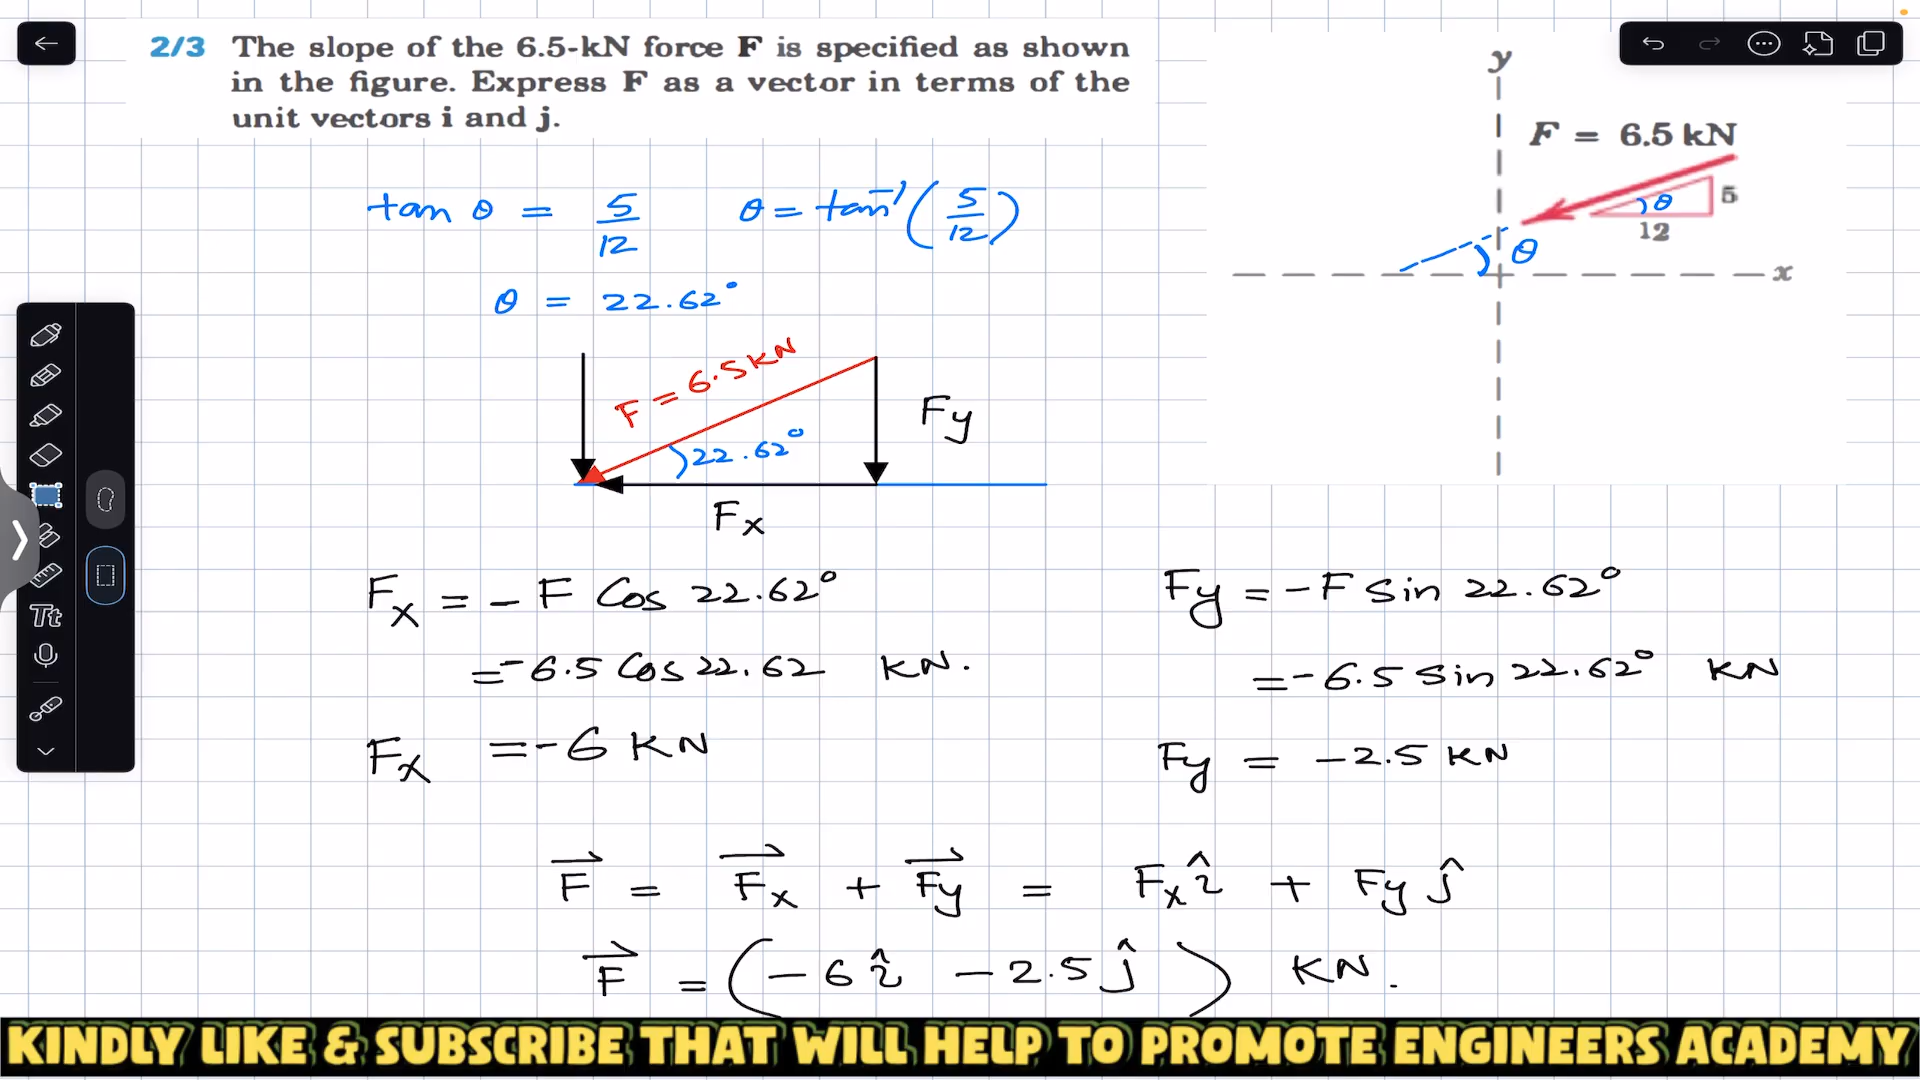 2/3 The slope of the 6.5-kN force F is specified as shown
in the figure. Express F as a vector in terms of the
unit vectors i and j.
y
F = 6.5 kN
5
θ
12
θ
x
tan θ = 5/12 θ = tan⁻¹(5/12)
θ = 22.62°
F = 6.5 KN
22.62°
Fy
Fx
Fx = - F Cos 22.62°
= -6.5 Cos 22.62 KN.
Fx = -6 KN
Fy = -F Sin 22.62°
= -6.5 Sin 22.62° KN
Fy = -2.5 KN
F⃗ = F⃗x + F⃗y = Fx î + Fy ĵ
F⃗ = (-6 î - 2.5 ĵ) KN.
Tt
KINDLY LIKE & SUBSCRIBE THAT WILL HELP TO PROMOTE ENGINEERS ACADEMY